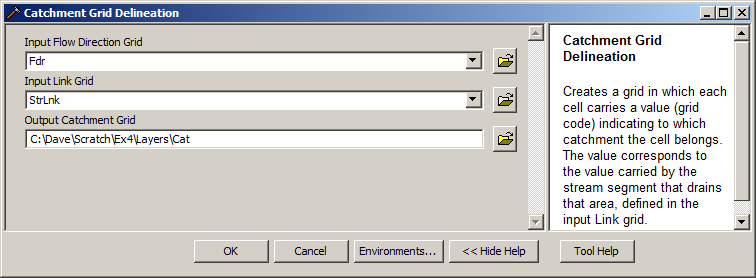 Catchment Grid Delineation
Input Flow Direction Grid
Fdr
Input Link Grid
StrLnk
Output Catchment Grid
C:\Dave\Scratch\Ex4\Layers\Cat
Catchment Grid
Delineation
Creates a grid in which each
cell carries a value (grid
code) indicating to which
catchment the cell belongs.
The value corresponds to
the value carried by the
stream segment that drains
that area, defined in the
input Link grid.
OK
Cancel
Environments...
<< Hide Help
Tool Help